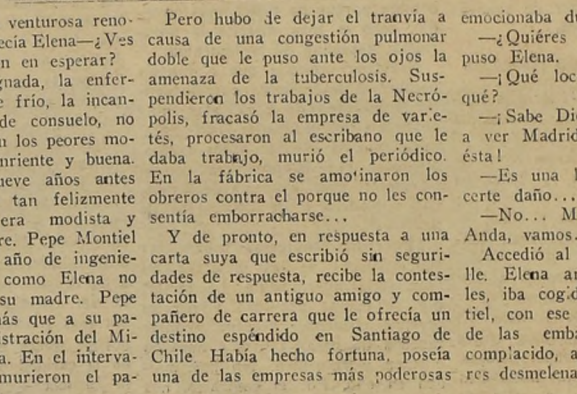 venturosa reno-
ecía Elena—¿Ves
n en esperar?
gnada, la enfer-
e frío, la incan-
de consuelo, no
n los peores mo-
nriente y buena.
ueve años antes
tan felizmente
era modista y
re. Pepe Montiel
año de ingenie-
como Elena no
su madre. Pepe
nás que a su pa-
stración del Mi-
a. En el interva-
murieron el pa-
Pero hubo de dejar el tranvía a
causa de una congestión pulmonar
doble que le puso ante los ojos la
amenaza de la tuberculosis. Sus-
pendieron los trabajos de la Necró-
polis, fracasó la empresa de varie-
tés, procesaron al escribano que le
daba trabajo, murió el periódico.
En la fábrica se amotinaron los
obreros contra el porque no les con-
sentía emborracharse...
Y de pronto, en respuesta a una
carta suya que escribió sin seguri-
dades de respuesta, recibe la contes-
tación de un antiguo amigo y com-
pañero de carrera que le ofrecía un
destino espéndido en Santiago de
Chile. Había hecho fortuna, poseía
una de las empresas más poderosas
emocionaba d
—¿Quiéres
puso Elena.
—¡Qué loc
qué?
—¡Sabe Di
a ver Madrid
ésta!
—Es una l
certe daño...
—No... M
Anda, vamos.
Accedió al
lle. Elena a
les, iba cogid
tiel, con ese
de las emb
complacido, a
res desmelena